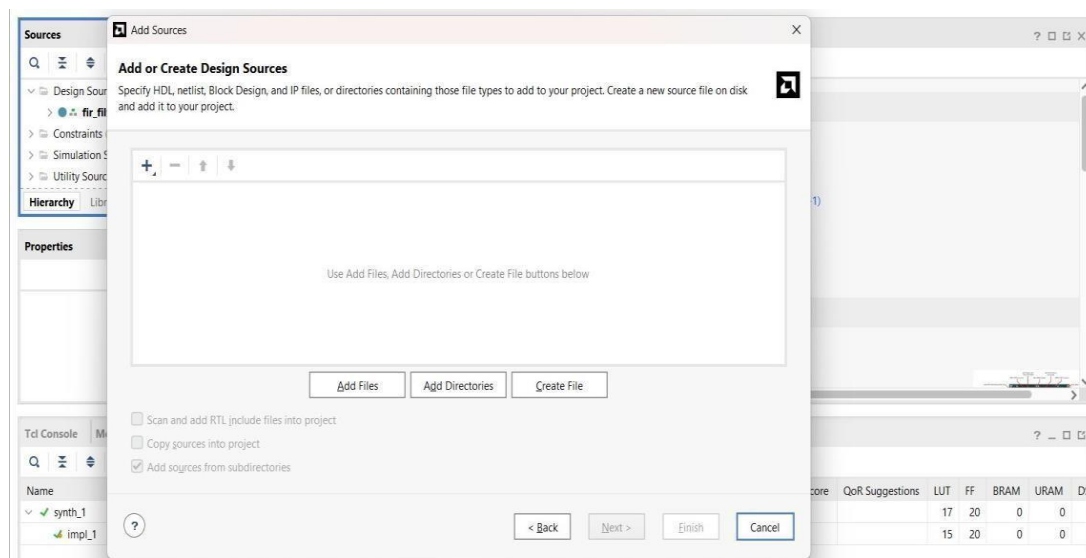 Sources
Design Sour
fir_fil
Constraints
Simulation S
Utility Sourc
Hierarchy Libr
Properties
Add Sources
Add or Create Design Sources
Specify HDL, netlist, Block Design, and IP files, or directories containing those file types to add to your project. Create a new source file on disk
and add it to your project.
Use Add Files, Add Directories or Create File buttons below
Add Files Add Directories Create File
Scan and add RTL include files into project
Copy sources into project
Add sources from subdirectories
? < Back Next > Finish Cancel
-1)
Tcl Console M
Name core QoR Suggestions LUT FF BRAM URAM D
synth_1 17 20 0 0
impl_1 15 20 0 0